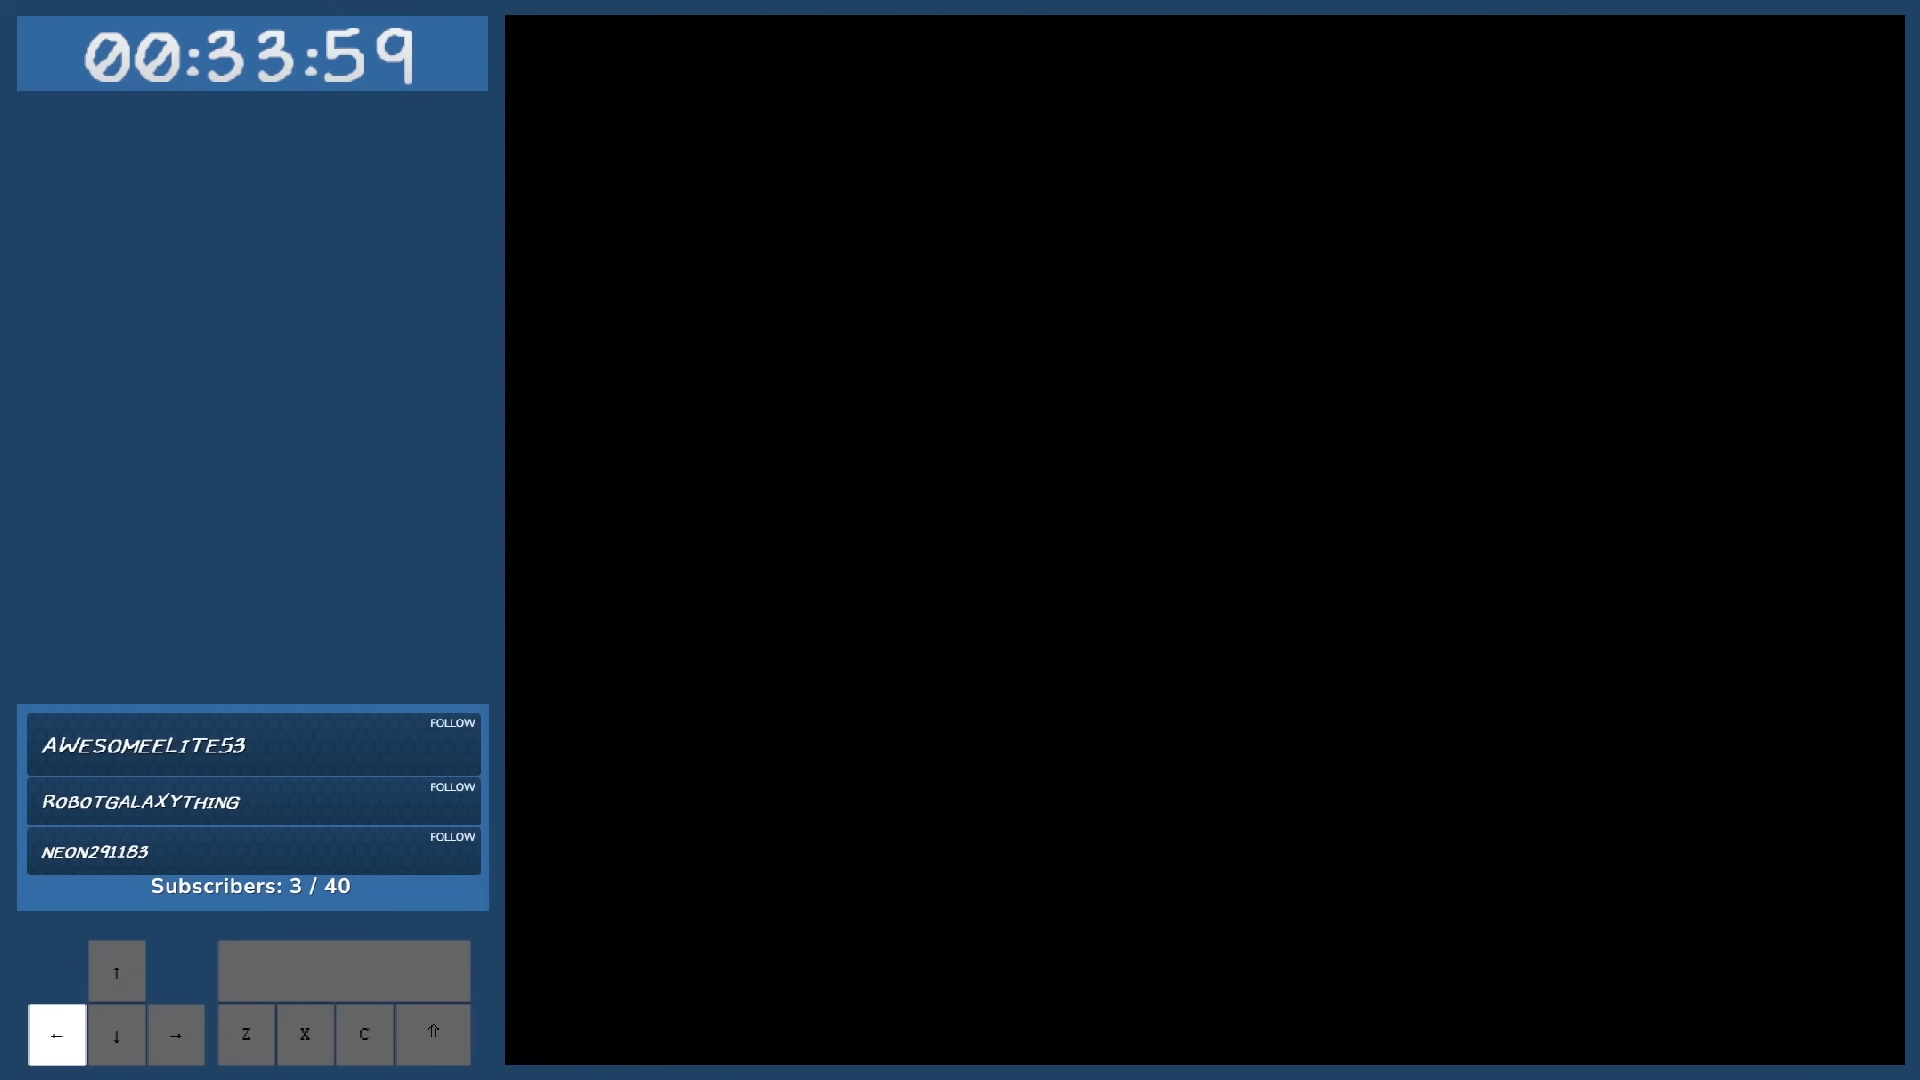 00:33:59
FOLLOW
AWESOMEELITE53
FOLLOW
ROBOTGALAXYTHING
FOLLOW
NEON291183
Subscribers: 3 / 40
↑
← ↓ → Z X C ⇑